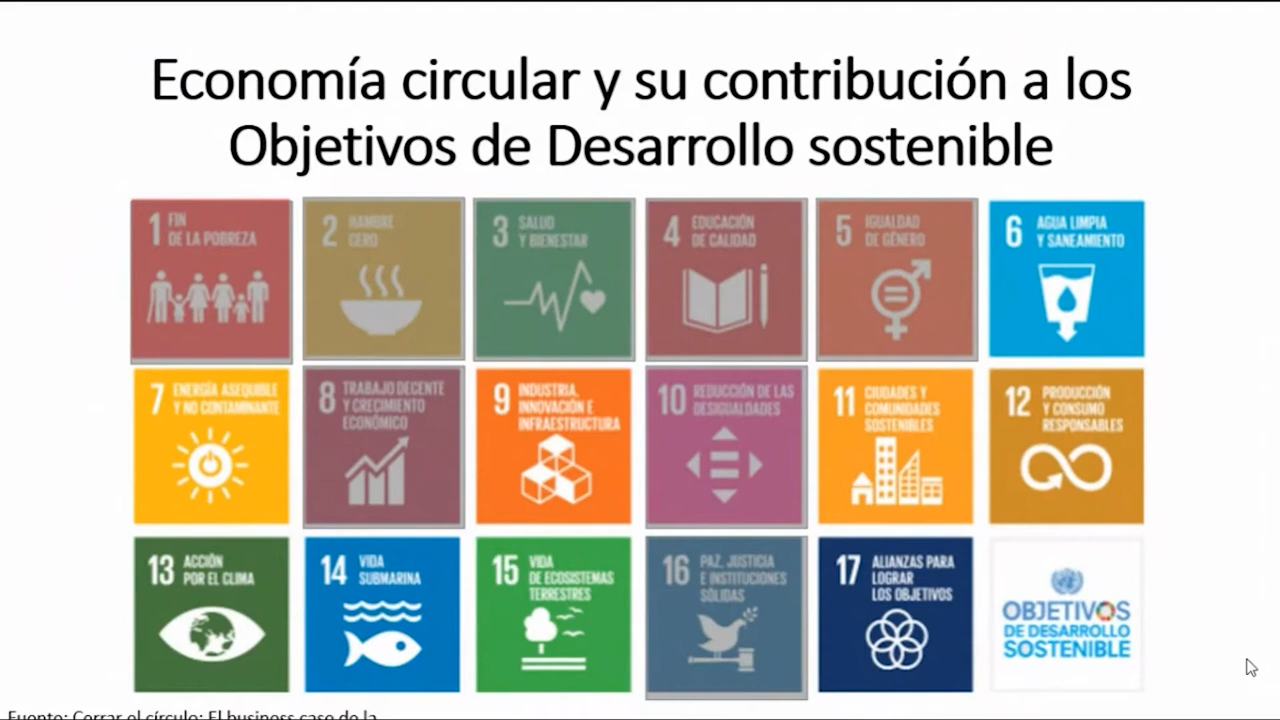 Economía circular y su contribución a los
Objetivos de Desarrollo sostenible
1 FIN
DE LA POBREZA
2 HAMBRE
CERO
3 SALUD
Y BIENESTAR
4 EDUCACIÓN
DE CALIDAD
5 IGUALDAD
DE GÉNERO
6 AGUA LIMPIA
Y SANEAMIENTO
7 ENERGÍA ASEQUIBLE
Y NO CONTAMINANTE
8 TRABAJO DECENTE
Y CRECIMIENTO
ECONÓMICO
9 INDUSTRIA,
INNOVACIÓN E
INFRAESTRUCTURA
10 REDUCCIÓN DE LAS
DESIGUALDADES
11 CIUDADES Y
COMUNIDADES
SOSTENIBLES
12 PRODUCCIÓN
Y CONSUMO
RESPONSABLES
13 ACCIÓN
POR EL CLIMA
14 VIDA
SUBMARINA
15 VIDA
DE ECOSISTEMAS
TERRESTRES
16 PAZ, JUSTICIA
E INSTITUCIONES
SÓLIDAS
17 ALIANZAS PARA
LOGRAR
LOS OBJETIVOS
OBJETIVOS
DE DESARROLLO
SOSTENIBLE
Fuente: Cerrar el círculo: El business case de la